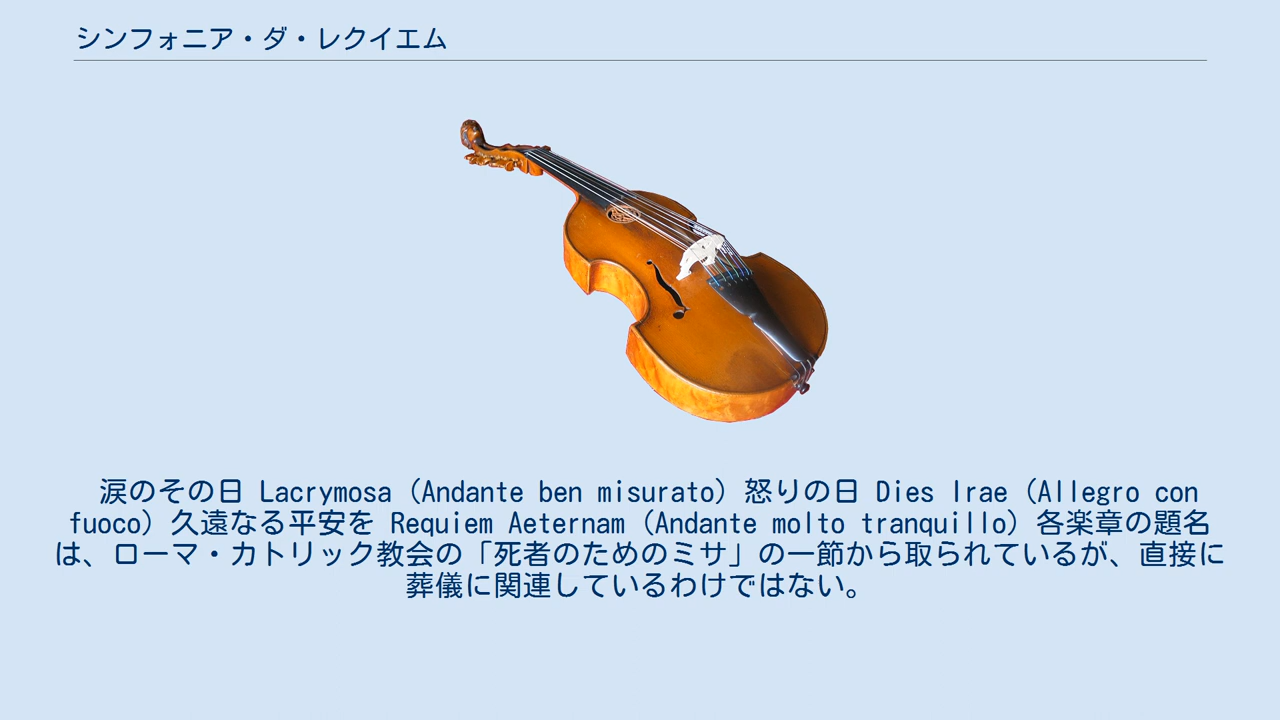 シンフォニア・ダ・レクイエム
涙のその日 Lacrymosa (Andante ben misurato) 怒りの日 Dies Irae (Allegro con
fuoco) 久遠なる平安を Requiem Aeternam (Andante molto tranquillo) 各楽章の題名
は、ローマ・カトリック教会の「死者のためのミサ」の一節から取られているが、直接に
葬儀に関連しているわけではない。